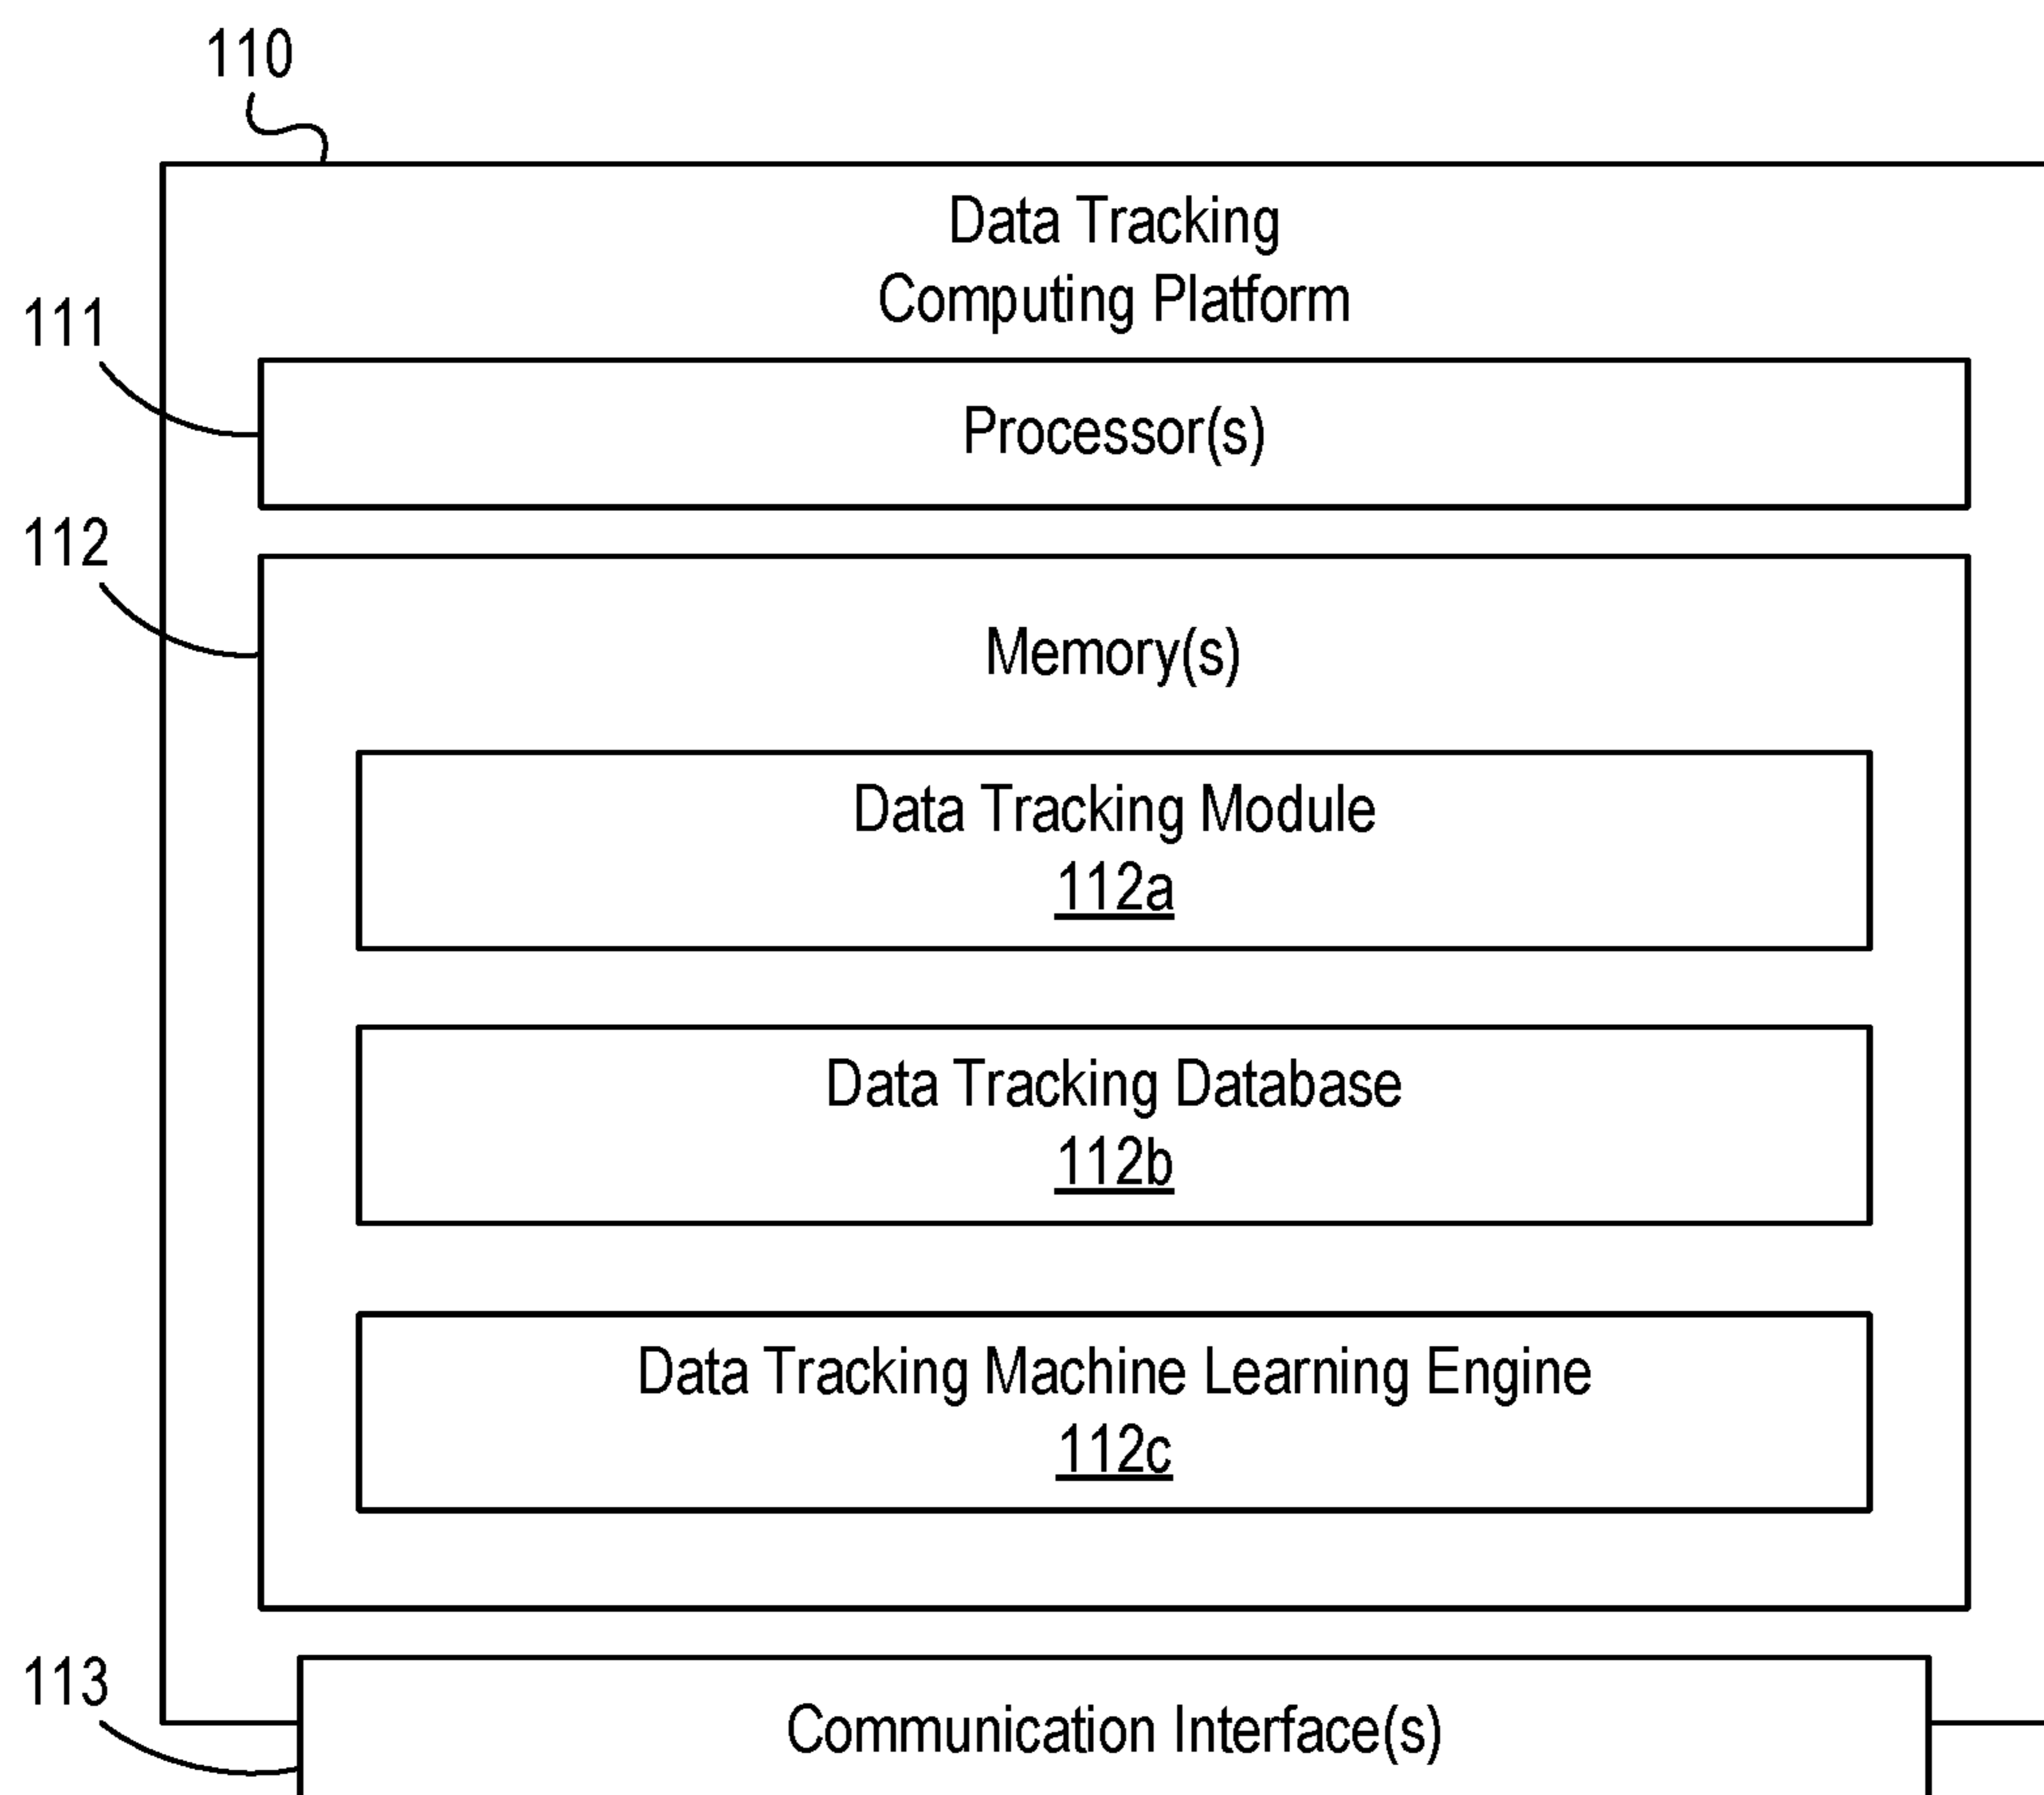 110
Data Tracking
Computing Platform
111
Processor(s)
112
Memory(s)
Data Tracking Module
112a
Data Tracking Database
112b
Data Tracking Machine Learning Engine
112c
113
Communication Interface(s)